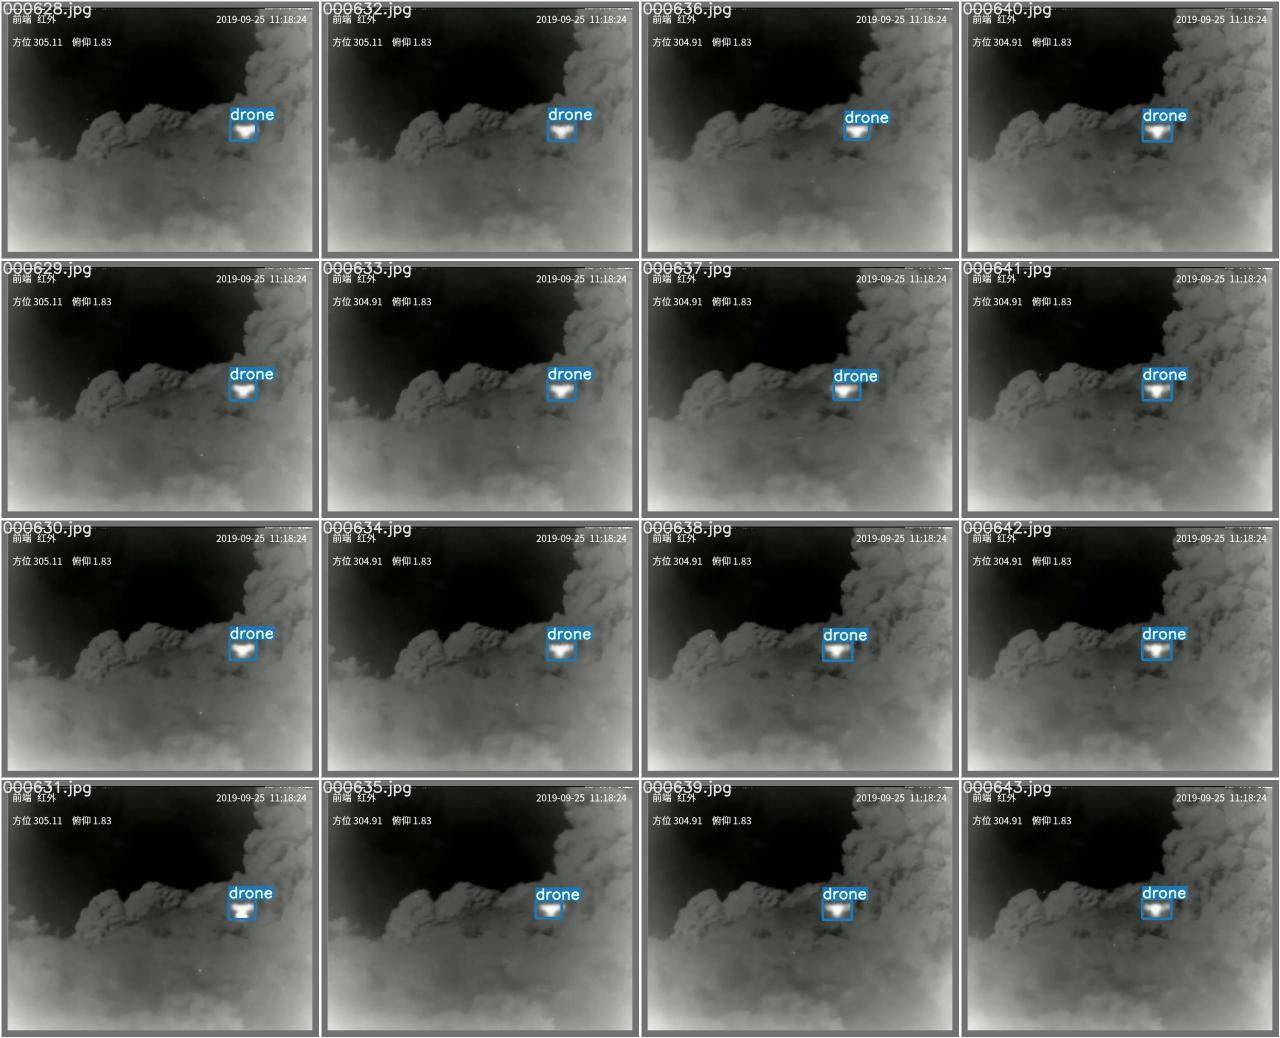 000628.jpg
前端 红外 2019-09-25 11:18:24
方位 305.11 俯仰 1.83
drone
000632.jpg
前端 红外 2019-09-25 11:18:24
方位 305.11 俯仰 1.83
drone
000636.jpg
前端 红外 2019-09-25 11:18:24
方位 304.91 俯仰 1.83
drone
000640.jpg
前端 红外 2019-09-25 11:18:24
方位 304.91 俯仰 1.83
drone
000629.jpg
前端 红外 2019-09-25 11:18:24
方位 305.11 俯仰 1.83
drone
000633.jpg
前端 红外 2019-09-25 11:18:24
方位 304.91 俯仰 1.83
drone
000637.jpg
前端 红外 2019-09-25 11:18:24
方位 304.91 俯仰 1.83
drone
000641.jpg
前端 红外 2019-09-25 11:18:24
方位 304.91 俯仰 1.83
drone
000630.jpg
前端 红外 2019-09-25 11:18:24
方位 305.11 俯仰 1.83
drone
000634.jpg
前端 红外 2019-09-25 11:18:24
方位 304.91 俯仰 1.83
drone
000638.jpg
前端 红外 2019-09-25 11:18:24
方位 304.91 俯仰 1.83
drone
000642.jpg
前端 红外 2019-09-25 11:18:24
方位 304.91 俯仰 1.83
drone
000631.jpg
前端 红外 2019-09-25 11:18:24
方位 305.11 俯仰 1.83
drone
000635.jpg
前端 红外 2019-09-25 11:18:24
方位 304.91 俯仰 1.83
drone
000639.jpg
前端 红外 2019-09-25 11:18:24
方位 304.91 俯仰 1.83
drone
000643.jpg
前端 红外 2019-09-25 11:18:24
方位 304.91 俯仰 1.83
drone